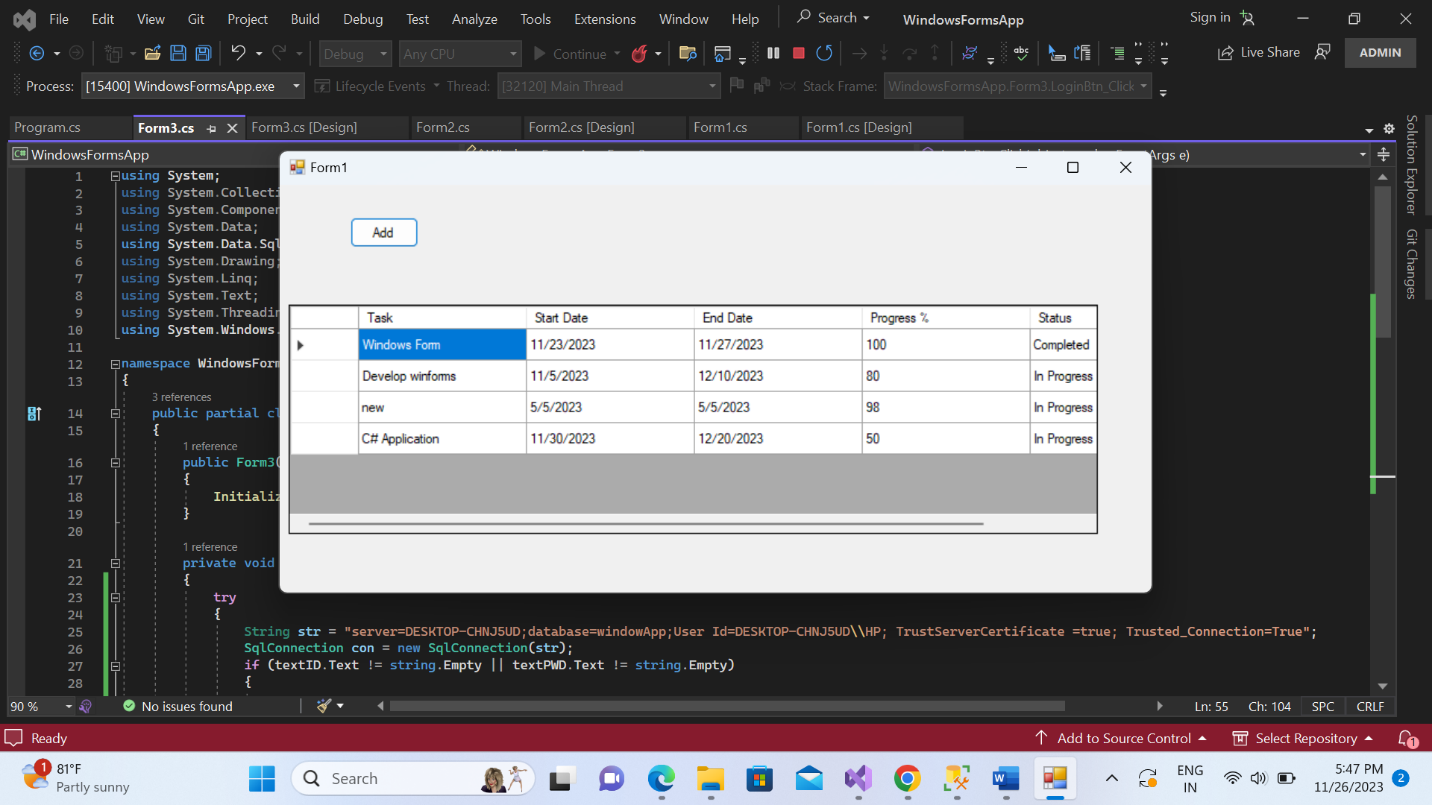 File Edit View Git Project Build Debug Test Analyze Tools Extensions Window Help Search WindowsFormsApp Sign in
Debug Any CPU Continue abc Live Share ADMIN
Process: [15400] WindowsFormsApp.exe Lifecycle Events Thread: [32120] Main Thread Stack Frame: WindowsFormsApp.Form3.LoginBtn_Click
Program.cs Form3.cs Form3.cs [Design] Form2.cs Form2.cs [Design] Form1.cs Form1.cs [Design]
C# WindowsFormsApp Args e)
Solution Explorer
Git Changes
Form1
Add
Task Start Date End Date Progress % Status
Windows Form 11/23/2023 11/27/2023 100 Completed
Develop winforms 11/5/2023 12/10/2023 80 In Progress
new 5/5/2023 5/5/2023 98 In Progress
C# Application 11/30/2023 12/20/2023 50 In Progress
1 using System;
2 using System.Collecti
3 using System.Componen
4 using System.Data;
5 using System.Data.Sql
6 using System.Drawing;
7 using System.Linq;
8 using System.Text;
9 using System.Threadin
10 using System.Windows.
11
12 namespace WindowsForm
13 {
3 references
14 public partial cl
15 {
1 reference
16 public Form3(
17 {
18 Initializ
19 }
20
1 reference
21 private void
22 {
23 try
24 {
25 String str = "server=DESKTOP-CHNJ5UD;database=windowApp;User Id=DESKTOP-CHNJ5UD\\HP; TrustServerCertificate =true; Trusted_Connection=True";
26 SqlConnection con = new SqlConnection(str);
27 if (textID.Text != string.Empty || textPWD.Text != string.Empty)
28 {
90 % No issues found Ln: 55 Ch: 104 SPC CRLF
Ready Add to Source Control Select Repository 1
1 81°F
Partly sunny
Search
ENG
IN
5:47 PM
11/26/2023
2